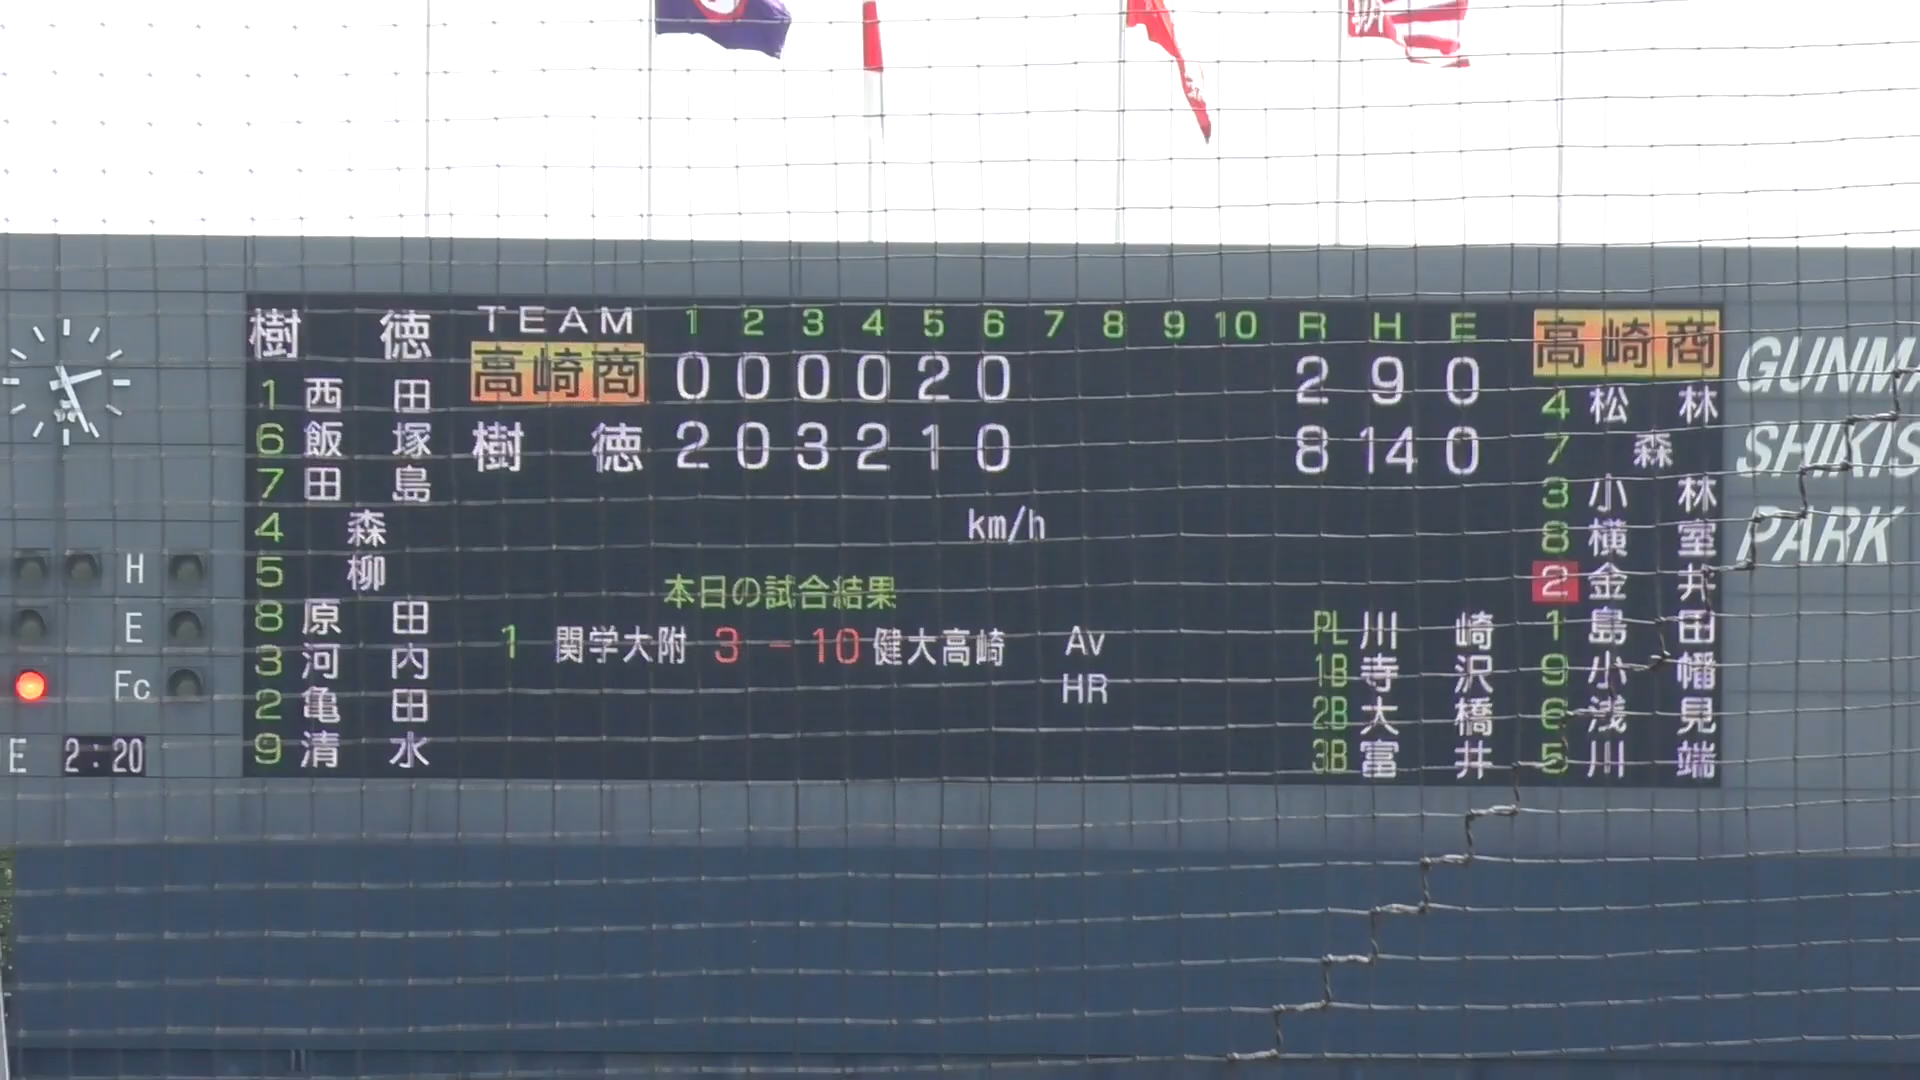 樹 徳
1 西 田
6 飯 塚
7 田 島
4 森
5 柳
8 原 田
3 河 内
2 亀 田
9 清 水
TEAM 1 2 3 4 5 6 7 8 9 10 R H E
高崎商 0 0 0 0 2 0 2 9 0
樹 徳 2 0 3 2 1 0 8 14 0
km/h
本日の試合結果
1 関学大附 3 - 10 健大高崎
Av
HR
PL 川 崎
1B 寺 沢
2B 大 橋
3B 富 井
高崎商
4 松 林
7 森
3 小 林
8 横 室
2 金 井
1 島 田
9 小 幡
6 浅 見
5 川 端
H
E
Fc
E 2:20
GUNMA
SHIKIS
PARK